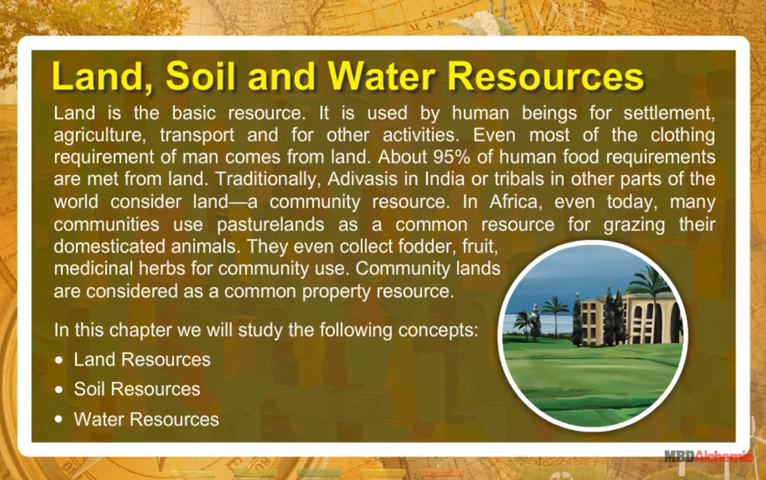 Land, Soil and Water Resources
Land is the basic resource. It is used by human beings for settlement,
agriculture, transport and for other activities. Even most of the clothing
requirement of man comes from land. About 95% of human food requirements
are met from land. Traditionally, Adivasis in India or tribals in other parts of the
world consider land—a community resource. In Africa, even today, many
communities use pasturelands as a common resource for grazing their
domesticated animals. They even collect fodder, fruit,
medicinal herbs for community use. Community lands
are considered as a common property resource.
In this chapter we will study the following concepts:
• Land Resources
• Soil Resources
• Water Resources
MBDAlchemie